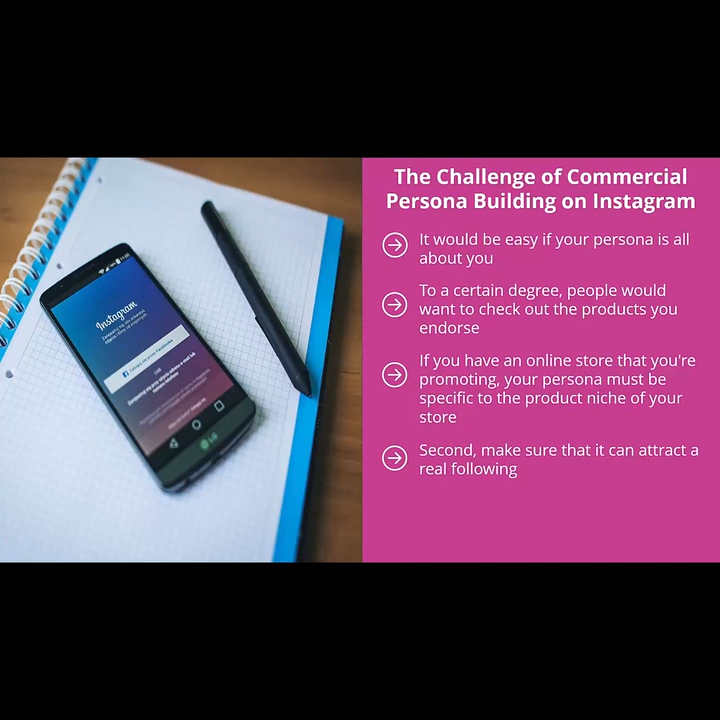 The Challenge of Commercial
Persona Building on Instagram
It would be easy if your persona is all
about you
To a certain degree, people would
want to check out the products you
endorse
If you have an online store that you're
promoting, your persona must be
specific to the product niche of your
store
Second, make sure that it can attract a
real following
Instagram
LG